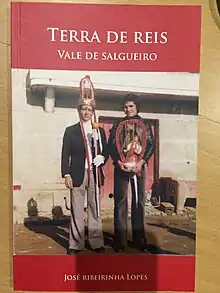 TERRA DE REIS
VALE DE SALGUEIRO
JOSÉ RIBEIRINHA LOPES